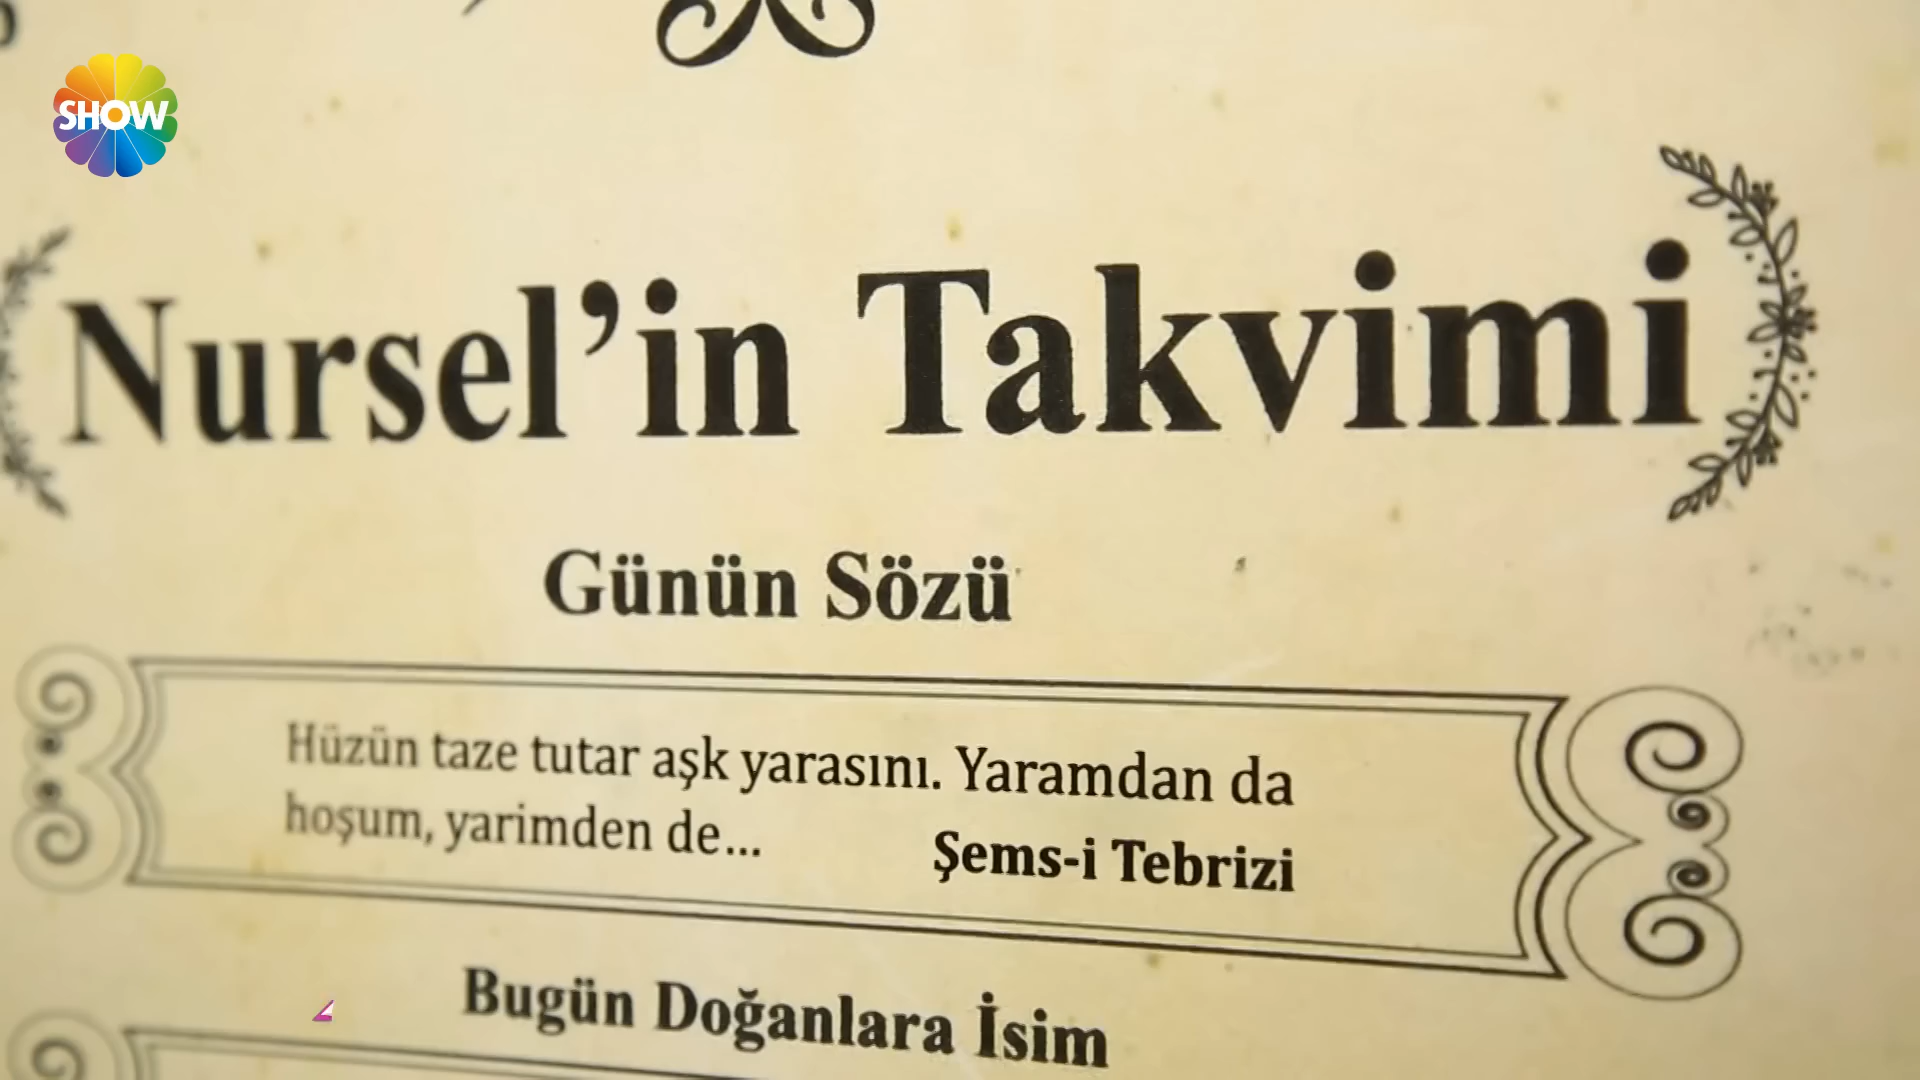 SHOW
Nursel’in Takvimi
Günün Sözü
Hüzün taze tutar aşk yarasını. Yaramdan da
hoşum, yarimden de...
Şems-i Tebrizi
Bugün Doğanlara İsim